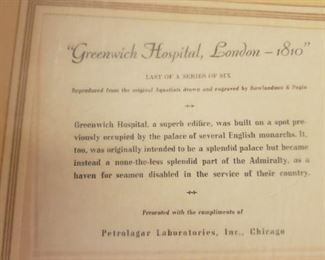 "Greenwich Hospital, London – 1810"
LAST OF A SERIES OF SIX
Reproduced from the original Aquatints drawn and engraved by Rowlandson & Pugin
Greenwich Hospital, a superb edifice, was built on a spot pre-
viously occupied by the palace of several English monarchs. It,
too, was originally intended to be a splendid palace but became
instead a none-the-less splendid part of the Admiralty, as a
haven for seamen disabled in the service of their country.
Presented with the compliments of
Petrolagar Laboratories, Inc., Chicago